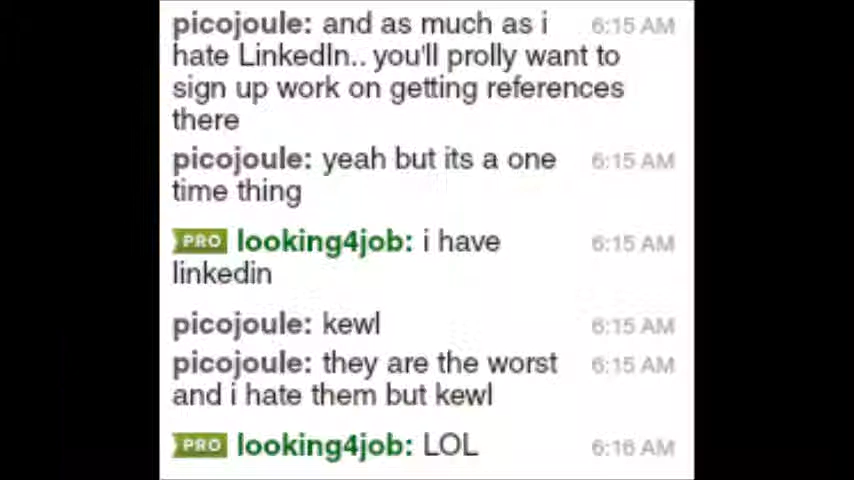 picojoule: and as much as i 6:15 AM
hate LinkedIn.. you'll prolly want to
sign up work on getting references
there
picojoule: yeah but its a one 6:15 AM
time thing
PRO looking4job: i have 6:15 AM
linkedin
picojoule: kewl 6:15 AM
picojoule: they are the worst 6:15 AM
and i hate them but kewl
PRO looking4job: LOL 6:16 AM